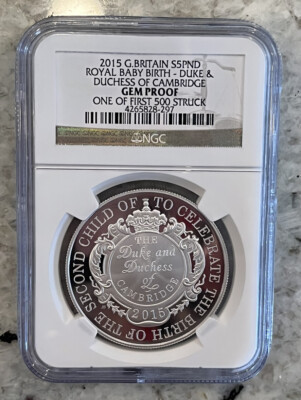 2015 G.BRITAIN S5PND
ROYAL BABY BIRTH - DUKE &
DUCHESS OF CAMBRIDGE
GEM PROOF
ONE OF FIRST 500 STRUCK
4265828-297
NGC
TO CELEBRATE THE BIRTH OF THE SECOND CHILD OF
THE
Duke and
Duchess
of
CAMBRIDGE
2015